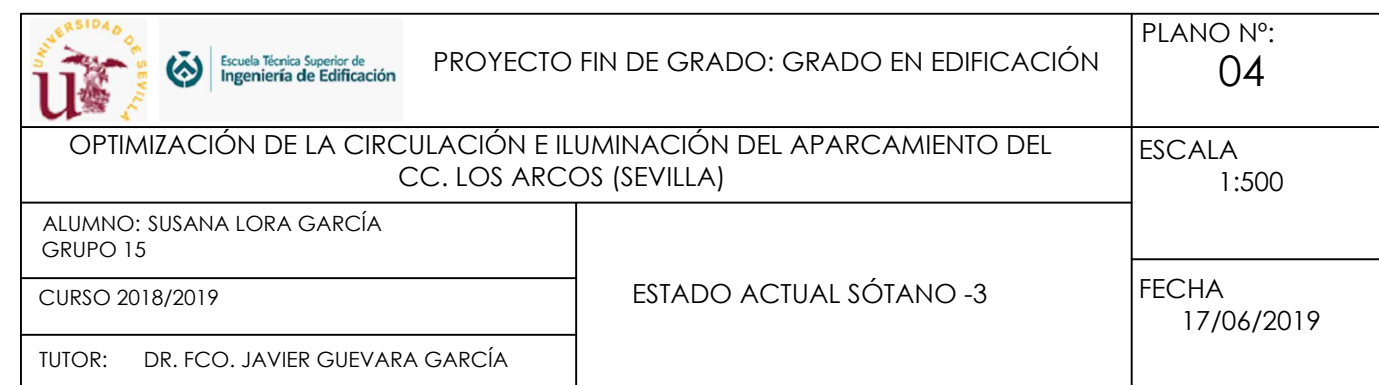 UNIVERSIDAD DE SEVILLA
Escuela Técnica Superior de
Ingeniería de Edificación
PROYECTO FIN DE GRADO: GRADO EN EDIFICACIÓN
PLANO Nº:
04
OPTIMIZACIÓN DE LA CIRCULACIÓN E ILUMINACIÓN DEL APARCAMIENTO DEL
CC. LOS ARCOS (SEVILLA)
ESCALA
1:500
ALUMNO: SUSANA LORA GARCÍA
GRUPO 15
CURSO 2018/2019
TUTOR: DR. FCO. JAVIER GUEVARA GARCÍA
ESTADO ACTUAL SÓTANO -3
FECHA
17/06/2019